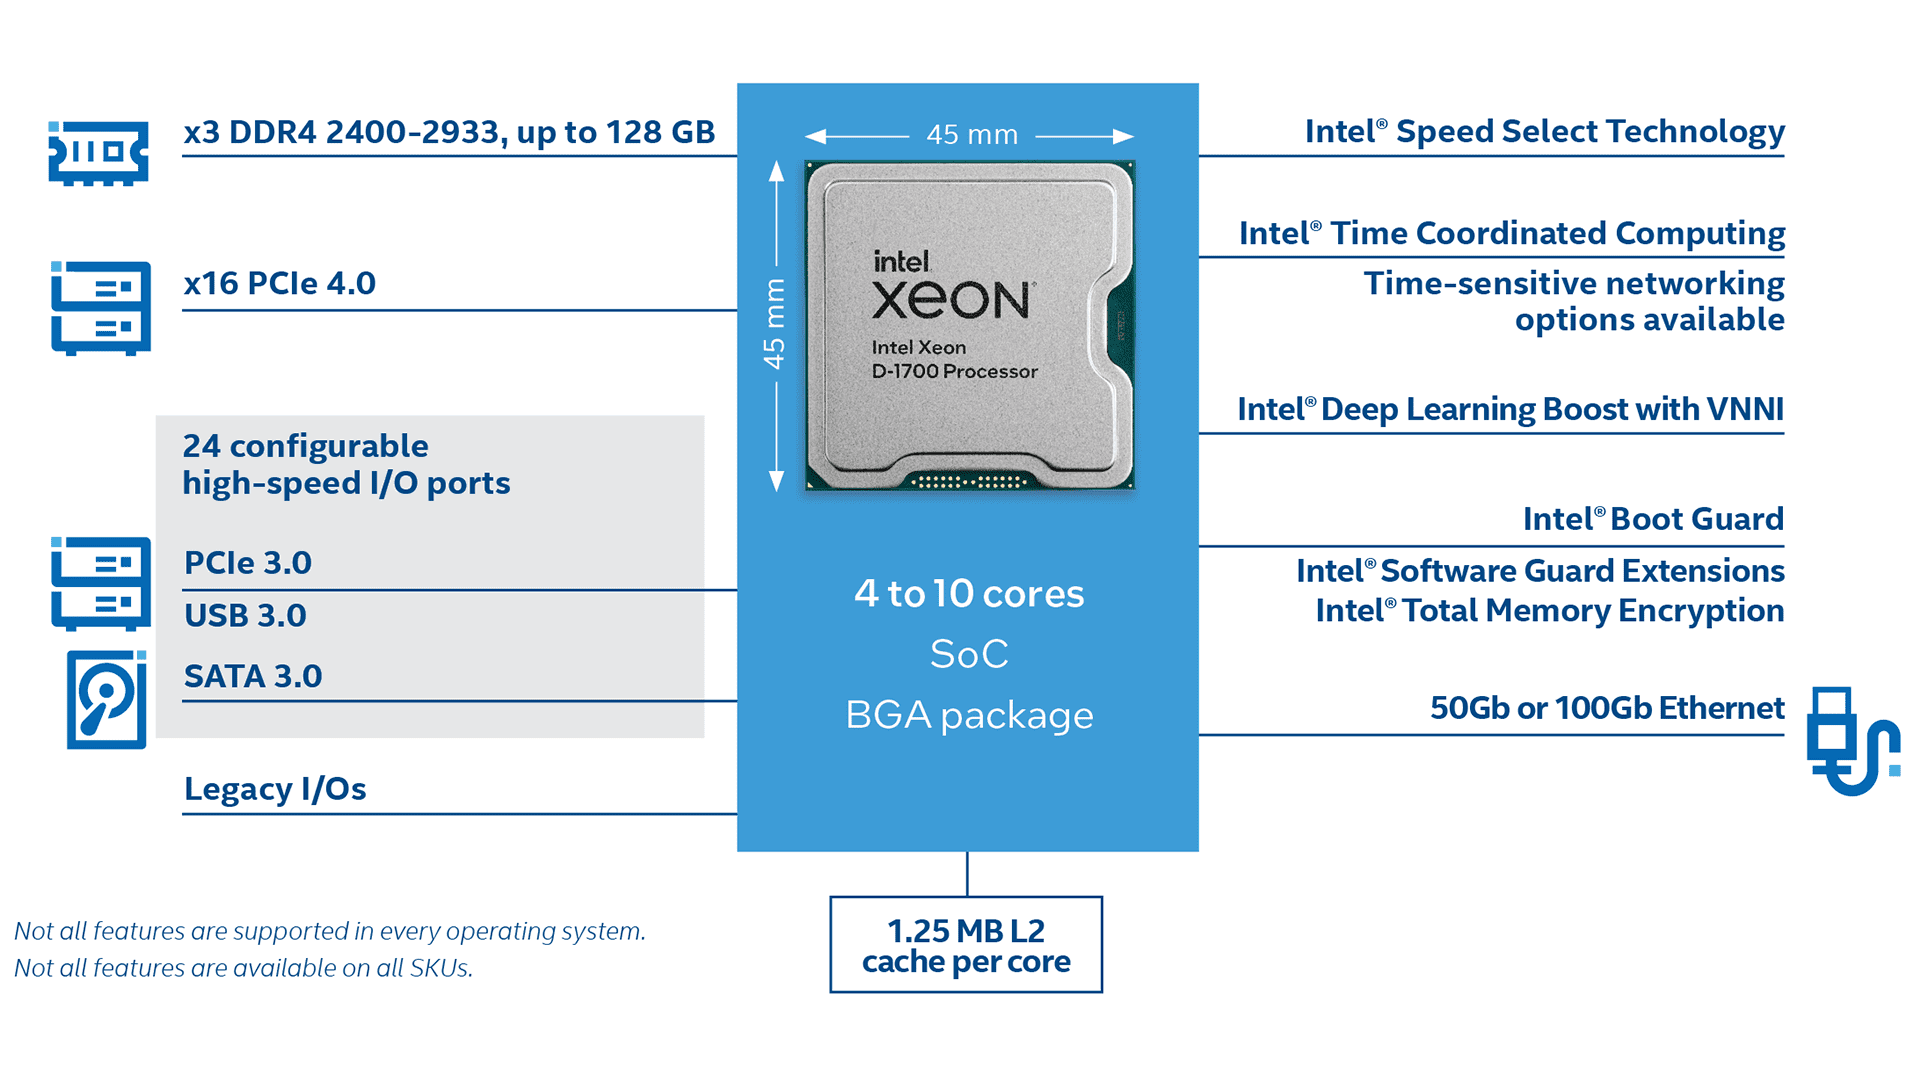 x3 DDR4 2400-2933, up to 128 GB
x16 PCIe 4.0
24 configurable
high-speed I/O ports
PCIe 3.0
USB 3.0
SATA 3.0
Legacy I/Os
45 mm
45 mm
intel
xeon
Intel Xeon
D-1700 Processor
4 to 10 cores
SoC
BGA package
1.25 MB L2
cache per core
Intel® Speed Select Technology
Intel® Time Coordinated Computing
Time-sensitive networking
options available
Intel® Deep Learning Boost with VNNI
Intel® Boot Guard
Intel® Software Guard Extensions
Intel® Total Memory Encryption
50Gb or 100Gb Ethernet
Not all features are supported in every operating system.
Not all features are available on all SKUs.